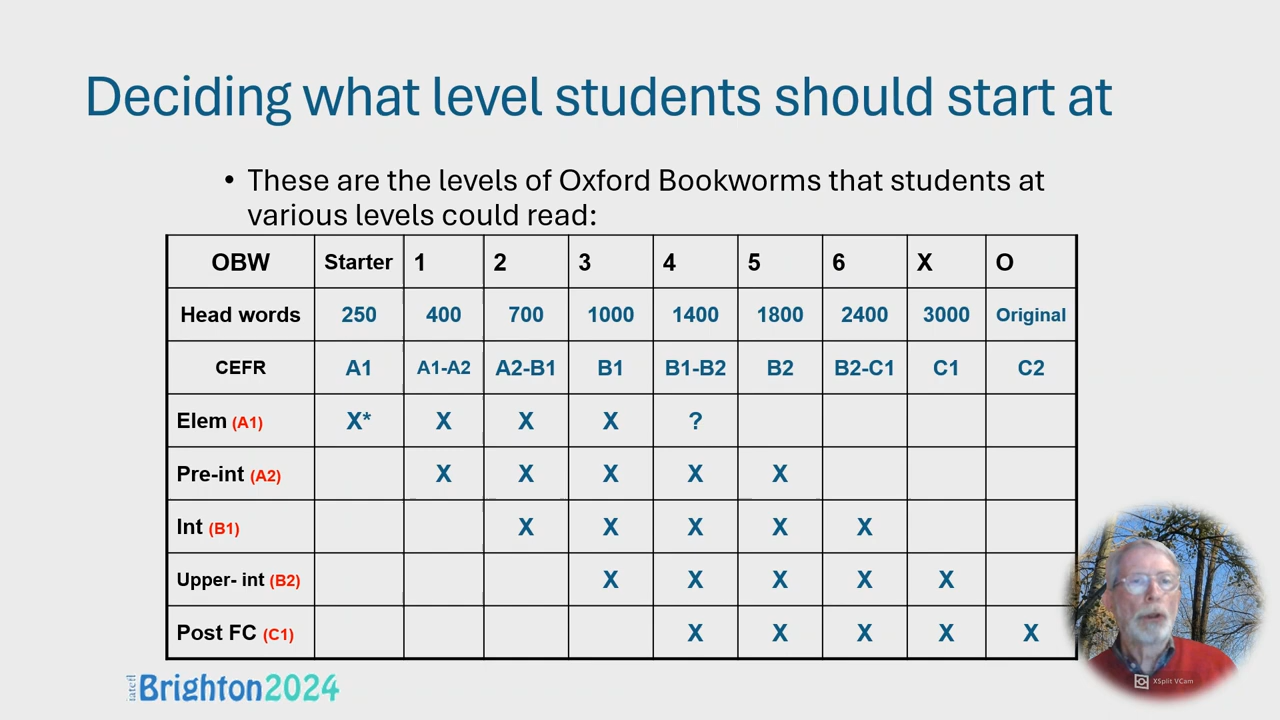 Deciding what level students should start at
• These are the levels of Oxford Bookworms that students at
various levels could read:
OBW Starter 1 2 3 4 5 6 X O
Head words 250 400 700 1000 1400 1800 2400 3000 Original
CEFR A1 A1-A2 A2-B1 B1 B1-B2 B2 B2-C1 C1 C2
Elem (A1) X* X X X ?
Pre-int (A2) X X X X X
Int (B1) X X X X X
Upper- int (B2) X X X X X
Post FC (C1) X X X X X
iatefl Brighton2024
XSplit VCam